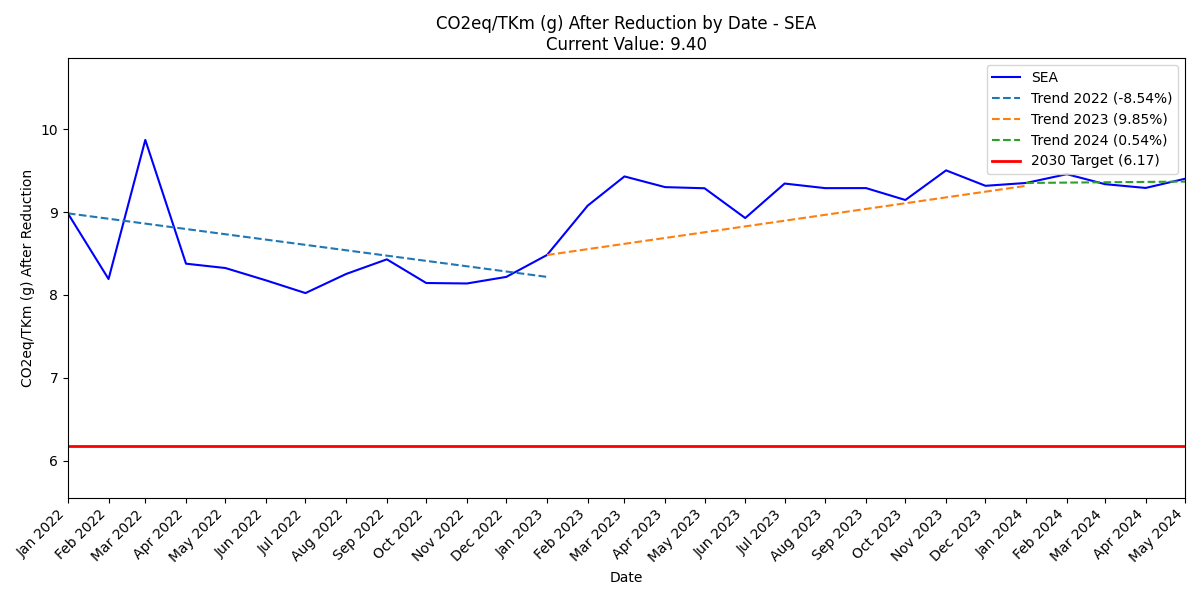 CO2eq/TKm (g) After Reduction by Date - SEA
Current Value: 9.40
SEA
Trend 2022 (-8.54%)
Trend 2023 (9.85%)
Trend 2024 (0.54%)
2030 Target (6.17)
CO2eq/TKm (g) After Reduction
10
9
8
7
6
Jan 2022
Feb 2022
Mar 2022
Apr 2022
May 2022
Jun 2022
Jul 2022
Aug 2022
Sep 2022
Oct 2022
Nov 2022
Dec 2022
Jan 2023
Feb 2023
Mar 2023
Apr 2023
May 2023
Jun 2023
Jul 2023
Aug 2023
Sep 2023
Oct 2023
Nov 2023
Dec 2023
Jan 2024
Feb 2024
Mar 2024
Apr 2024
May 2024
Date